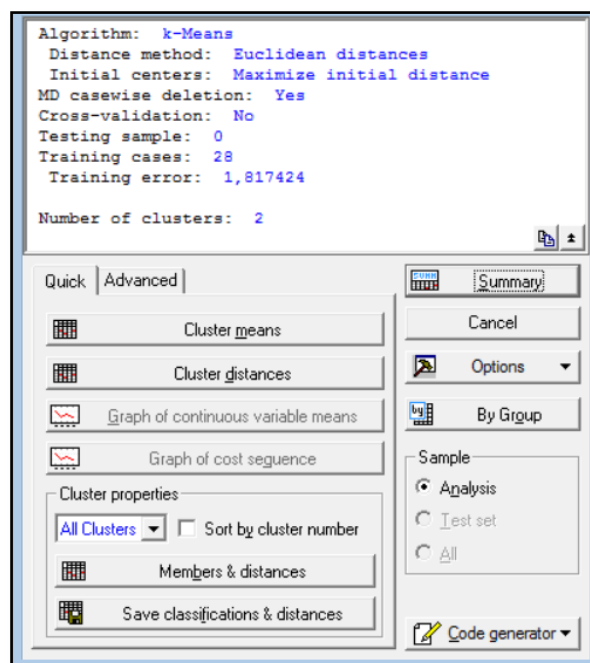 Algorithm: k-Means
Distance method: Euclidean distances
Initial centers: Maximize initial distance
MD casewise deletion: Yes
Cross-validation: No
Testing sample: 0
Training cases: 28
Training error: 1,817424
Number of clusters: 2
Quick
Advanced
Cluster means
Cluster distances
Graph of continuous variable means
Graph of cost seguence
Cluster properties
All Clusters
Sort by cluster number
Members & distances
Save classifications & distances
SUMM
Summary
Cancel
Options
by
By Group
Sample
Analysis
Test set
All
Code generator